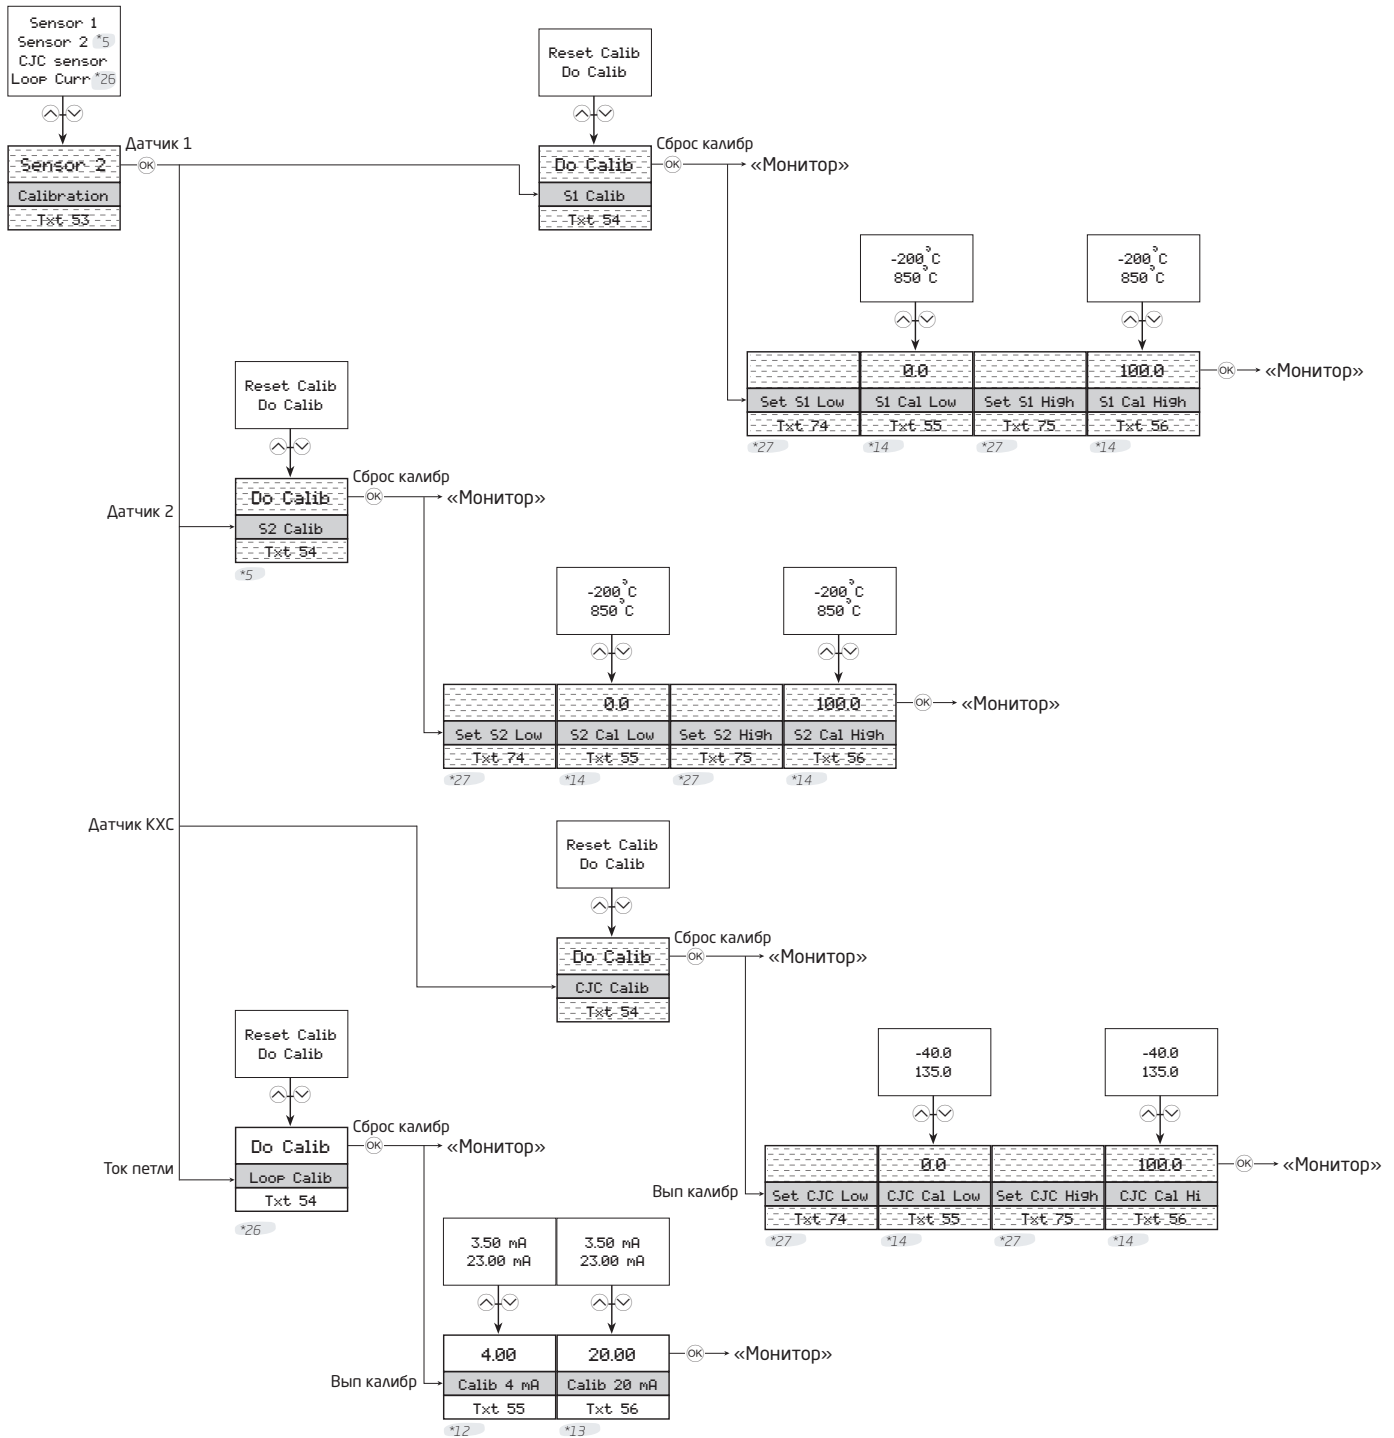 Sensor 1
Sensor 2 *5
CJC sensor
Loop Curr *26
Reset Calib
Do Calib
Датчик 1
Сброс калибр
Sensor 2
OK
Do Calib
OK
«Монитор»
Calibration
S1 Calib
Txt 53
Txt 54
-200°C
850°C
-200°C
850°C
0.0
100.0
OK
«Монитор»
Set S1 Low
S1 Cal Low
Set S1 High
S1 Cal High
Txt 74
Txt 55
Txt 75
Txt 56
*27
*14
*27
*14
Reset Calib
Do Calib
Сброс калибр
Do Calib
OK
«Монитор»
Датчик 2
S2 Calib
Txt 54
*5
-200°C
850°C
-200°C
850°C
0.0
100.0
OK
«Монитор»
Set S2 Low
S2 Cal Low
Set S2 High
S2 Cal High
Txt 74
Txt 55
Txt 75
Txt 56
*27
*14
*27
*14
Датчик КХС
Reset Calib
Do Calib
Сброс калибр
Do Calib
OK
«Монитор»
CJC Calib
Txt 54
Reset Calib
Do Calib
-40.0
135.0
-40.0
135.0
Сброс калибр
Do Calib
OK
«Монитор»
Ток петли
Loop Calib
Txt 54
*26
0.0
100.0
OK
«Монитор»
Вып калибр
Set CJC Low
CJC Cal Low
Set CJC High
CJC Cal Hi
Txt 74
Txt 55
Txt 75
Txt 56
*27
*14
*27
*14
3.50 mA
23.00 mA
3.50 mA
23.00 mA
4.00
20.00
OK
«Монитор»
Вып калибр
Calib 4 mA
Calib 20 mA
Txt 55
Txt 56
*12
*13